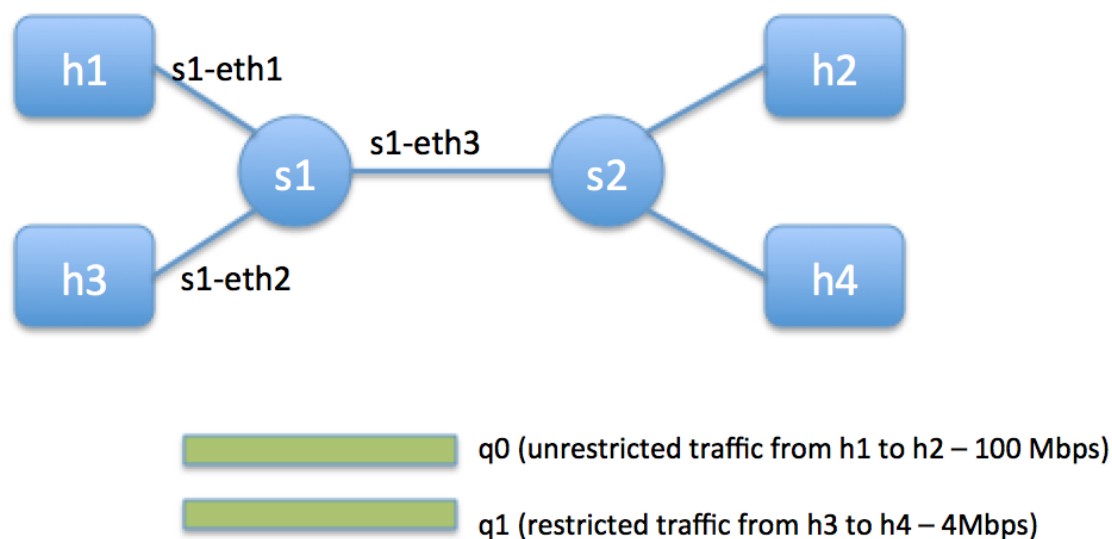 h1
s1-eth1
h2
s1-eth3
s1
s2
h3
s1-eth2
h4
q0 (unrestricted traffic from h1 to h2 – 100 Mbps)
q1 (restricted traffic from h3 to h4 – 4Mbps)